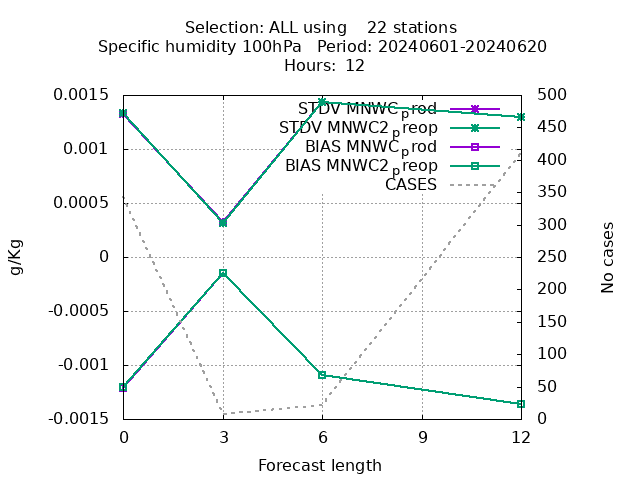 Selection: ALL using    22 stations
Specific humidity 100hPa   Period: 20240601-20240620
Hours: 12
STDV MNWC_prod
STDV MNWC2_preop
BIAS MNWC_prod
BIAS MNWC2_preop
CASES
0.0015
0.001
0.0005
0
-0.0005
-0.001
-0.0015
g/Kg
500
450
400
350
300
250
200
150
100
50
0
No cases
0 3 6 9 12
Forecast length